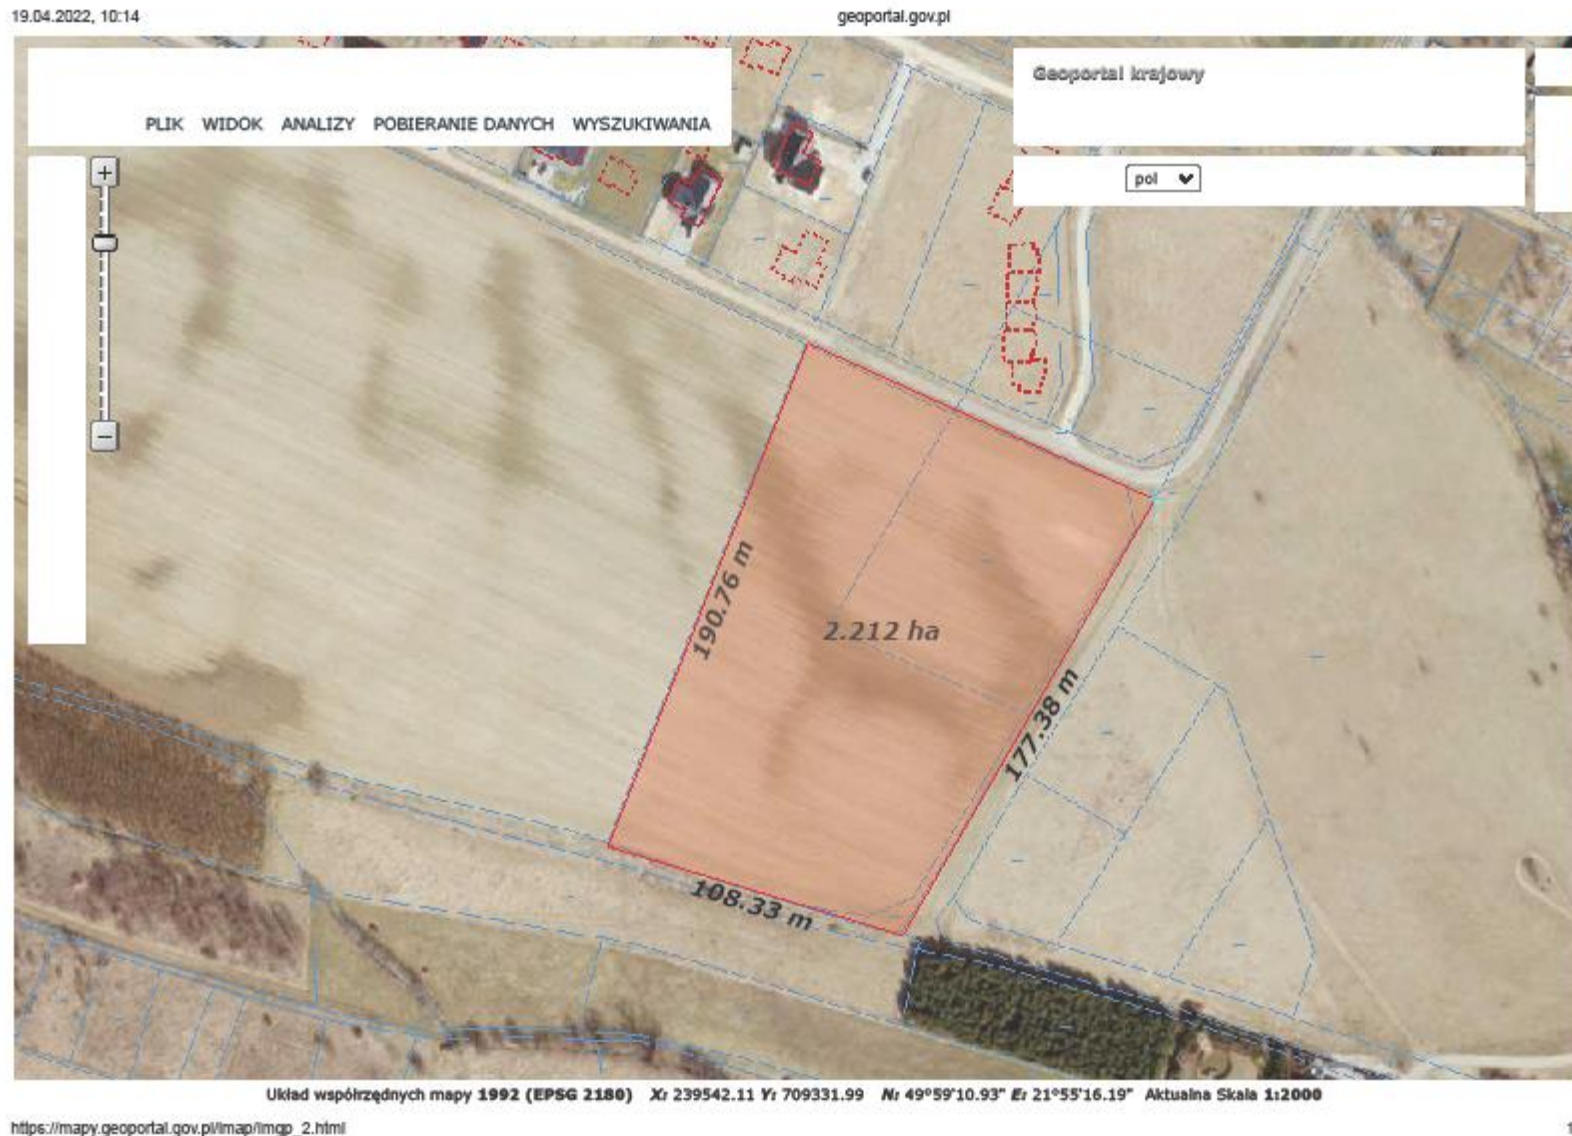 19.04.2022, 10:14 geoportal.gov.pl
Geoportal krajowy
PLIK WIDOK ANALIZY POBIERANIE DANYCH WYSZUKIWANIA
+
pol
−
190.76 m
2.212 ha
177.38 m
108.33 m
Układ współrzędnych mapy 1992 (EPSG 2180) X: 239542.11 Y: 709331.99 N: 49°59'10.93" E: 21°55'16.19" Aktualna Skala 1:2000
https://mapy.geoportal.gov.pl/imap/Imgp_2.html 1